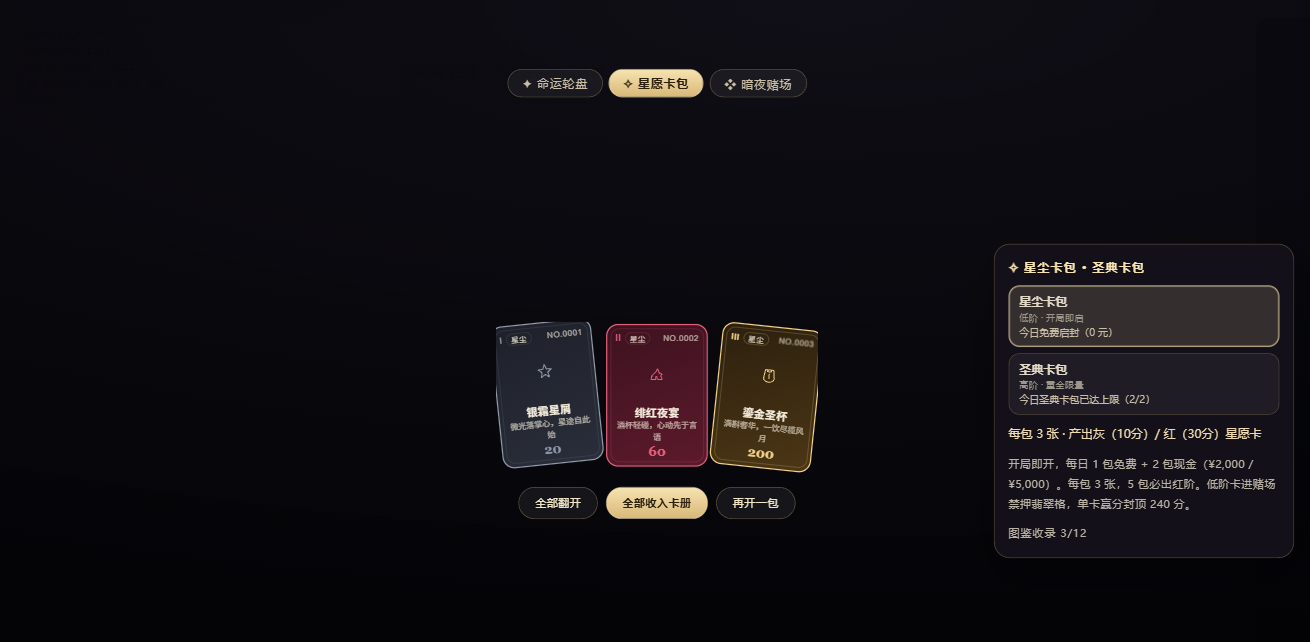 ✦ 命运轮盘
✧ 星愿卡包
❖ 暗夜赌场
I 星尘 NO.0001
银霜星屑
微光落掌心，星途自此
始
20
II 星尘 NO.0002
绯红夜宴
酒杯轻碰，心动先于言
语
60
III 星尘 NO.0003
鎏金圣杯
满斟奢华，一饮尽揽风
月
200
全部翻开
全部收入卡册
再开一包
✧ 星尘卡包 · 圣典卡包
星尘卡包
低阶 · 开局即启
今日免费启封（0 元）
圣典卡包
高阶 · 重金限量
今日圣典卡包已达上限（2/2）
每包 3 张 · 产出灰（10分）/ 红（30分）星愿卡
开局即开，每日 1 包免费 + 2 包现金（¥2,000 /
¥5,000）。每包 3 张，5 包必出红阶。低阶卡进赌场
禁押翡翠格，单卡赢分封顶 240 分。
图鉴收录 3/12